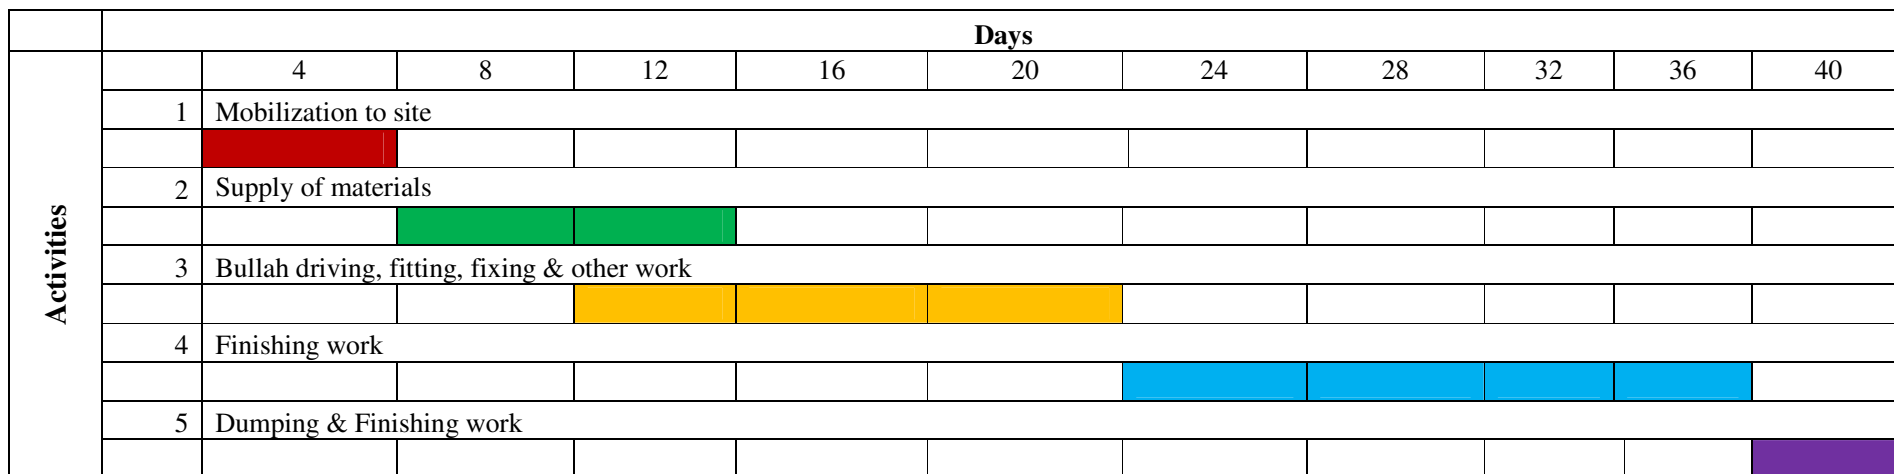 Days
4 8 12 16 20 24 28 32 36 40
Activities
1 Mobilization to site
2 Supply of materials
3 Bullah driving, fitting, fixing & other work
4 Finishing work
5 Dumping & Finishing work